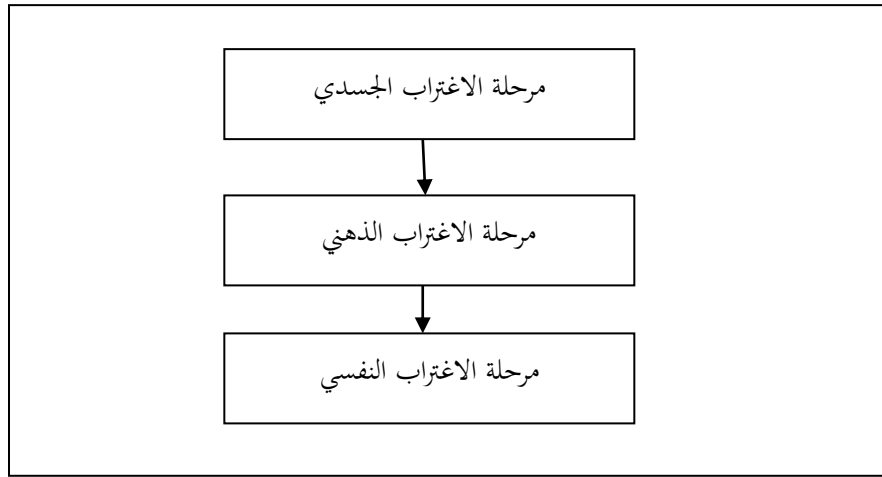 مرحلة الاغتراب الجسدي
مرحلة الاغتراب الذهني
مرحلة الاغتراب النفسي